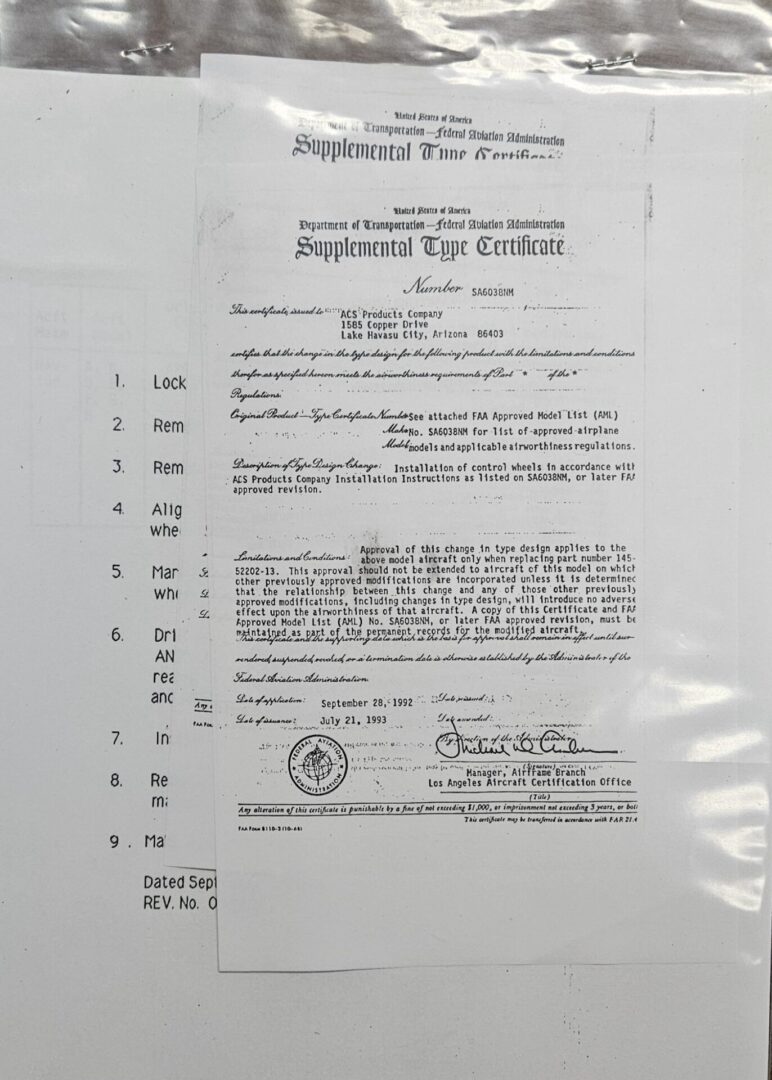 United States of America
Department of Transportation—Federal Aviation Administration
Supplemental Type Certificate
United States of America
Department of Transportation—Federal Aviation Administration
Supplemental Type Certificate
Number SA6038NM
This certificate, issued to ACS Products Company
1585 Copper Drive
Lake Havasu City, Arizona 86403
certifies that the change in the type design for the following product with the limitations and conditions
therefor as specified hereon meets the airworthiness requirements of Part * of the *
Regulations.
Original Product—Type Certificate Number See attached FAA Approved Model List (AML)
Make No. SA6038NM for list of approved airplane
Model models and applicable airworthiness regulations.
Description of Type Design Change: Installation of control wheels in accordance with
ACS Products Company Installation Instructions as listed on SA6038NM, or later FAA
approved revision.
Limitations and Conditions: Approval of this change in type design applies to the
above model aircraft only when replacing part number 145-
52202-13. This approval should not be extended to aircraft of this model on which
other previously approved modifications are incorporated unless it is determined
that the relationship between this change and any of those other previously
approved modifications, including changes in type design, will introduce no adverse
effect upon the airworthiness of that aircraft. A copy of this Certificate and FAA
Approved Model List (AML) No. SA6038NM, or later FAA approved revision, must be
maintained as part of the permanent records for the modified aircraft.
This certificate and the supporting data which is the basis for approval shall remain in effect until sur-
rendered, suspended, revoked, or a termination date is otherwise established by the Administrator of the
Federal Aviation Administration.
Date of application: September 28, 1992 Date reissued:
Date of issuance: July 21, 1993 Date amended:
By direction of the Administrator
FEDERAL AVIATION ADMINISTRATION
(Signature)
Manager, Airframe Branch
Los Angeles Aircraft Certification Office
(Title)
Any alteration of this certificate is punishable by a fine of not exceeding $1,000, or imprisonment not exceeding 3 years, or both
This certificate may be transferred in accordance with FAR 21.4
FAA Form 8110-2 (10-68)
1. Lock
2. Rem
3. Rem
4. Alig
whe
5. Mar
whe
6. Dri
AN
rea
and
7. In
8. Re
ma
9. Ma
Dated Sept
REV. No. 0
Any a
FAA For